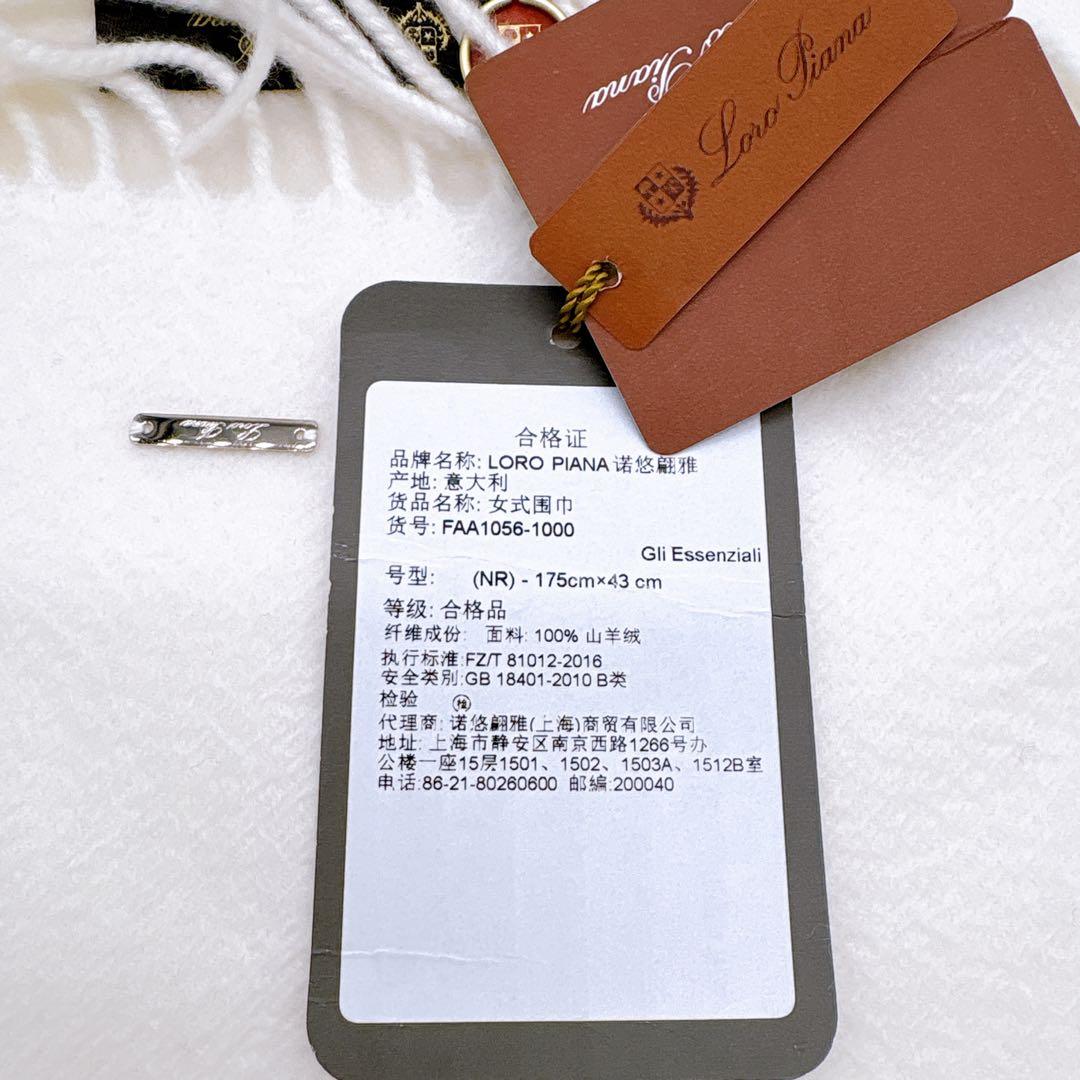 Loro Piana
Piana
Loro Piana
合格证
品牌名称: LORO PIANA 诺悠翩雅
产地: 意大利
货品名称: 女式围巾
货号: FAA1056-1000
Gli Essenziali
号型: (NR) - 175cm×43 cm
等级: 合格品
纤维成份: 面料: 100% 山羊绒
执行标准:FZ/T 81012-2016
安全类别:GB 18401-2010 B类
检验 检
代理商: 诺悠翩雅(上海)商贸有限公司
地址: 上海市静安区南京西路1266号办
公楼一座15层1501、1502、1503A、1512B室
电话:86-21-80260600 邮编:200040